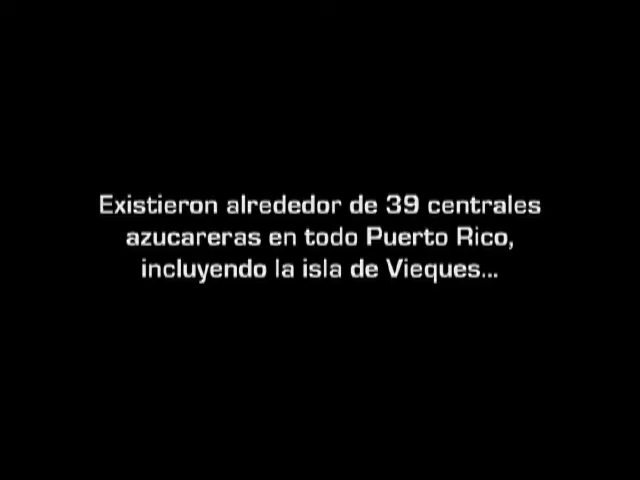 Existieron alrededor de 39 centrales
azucareras en todo Puerto Rico,
incluyendo la isla de Vieques...